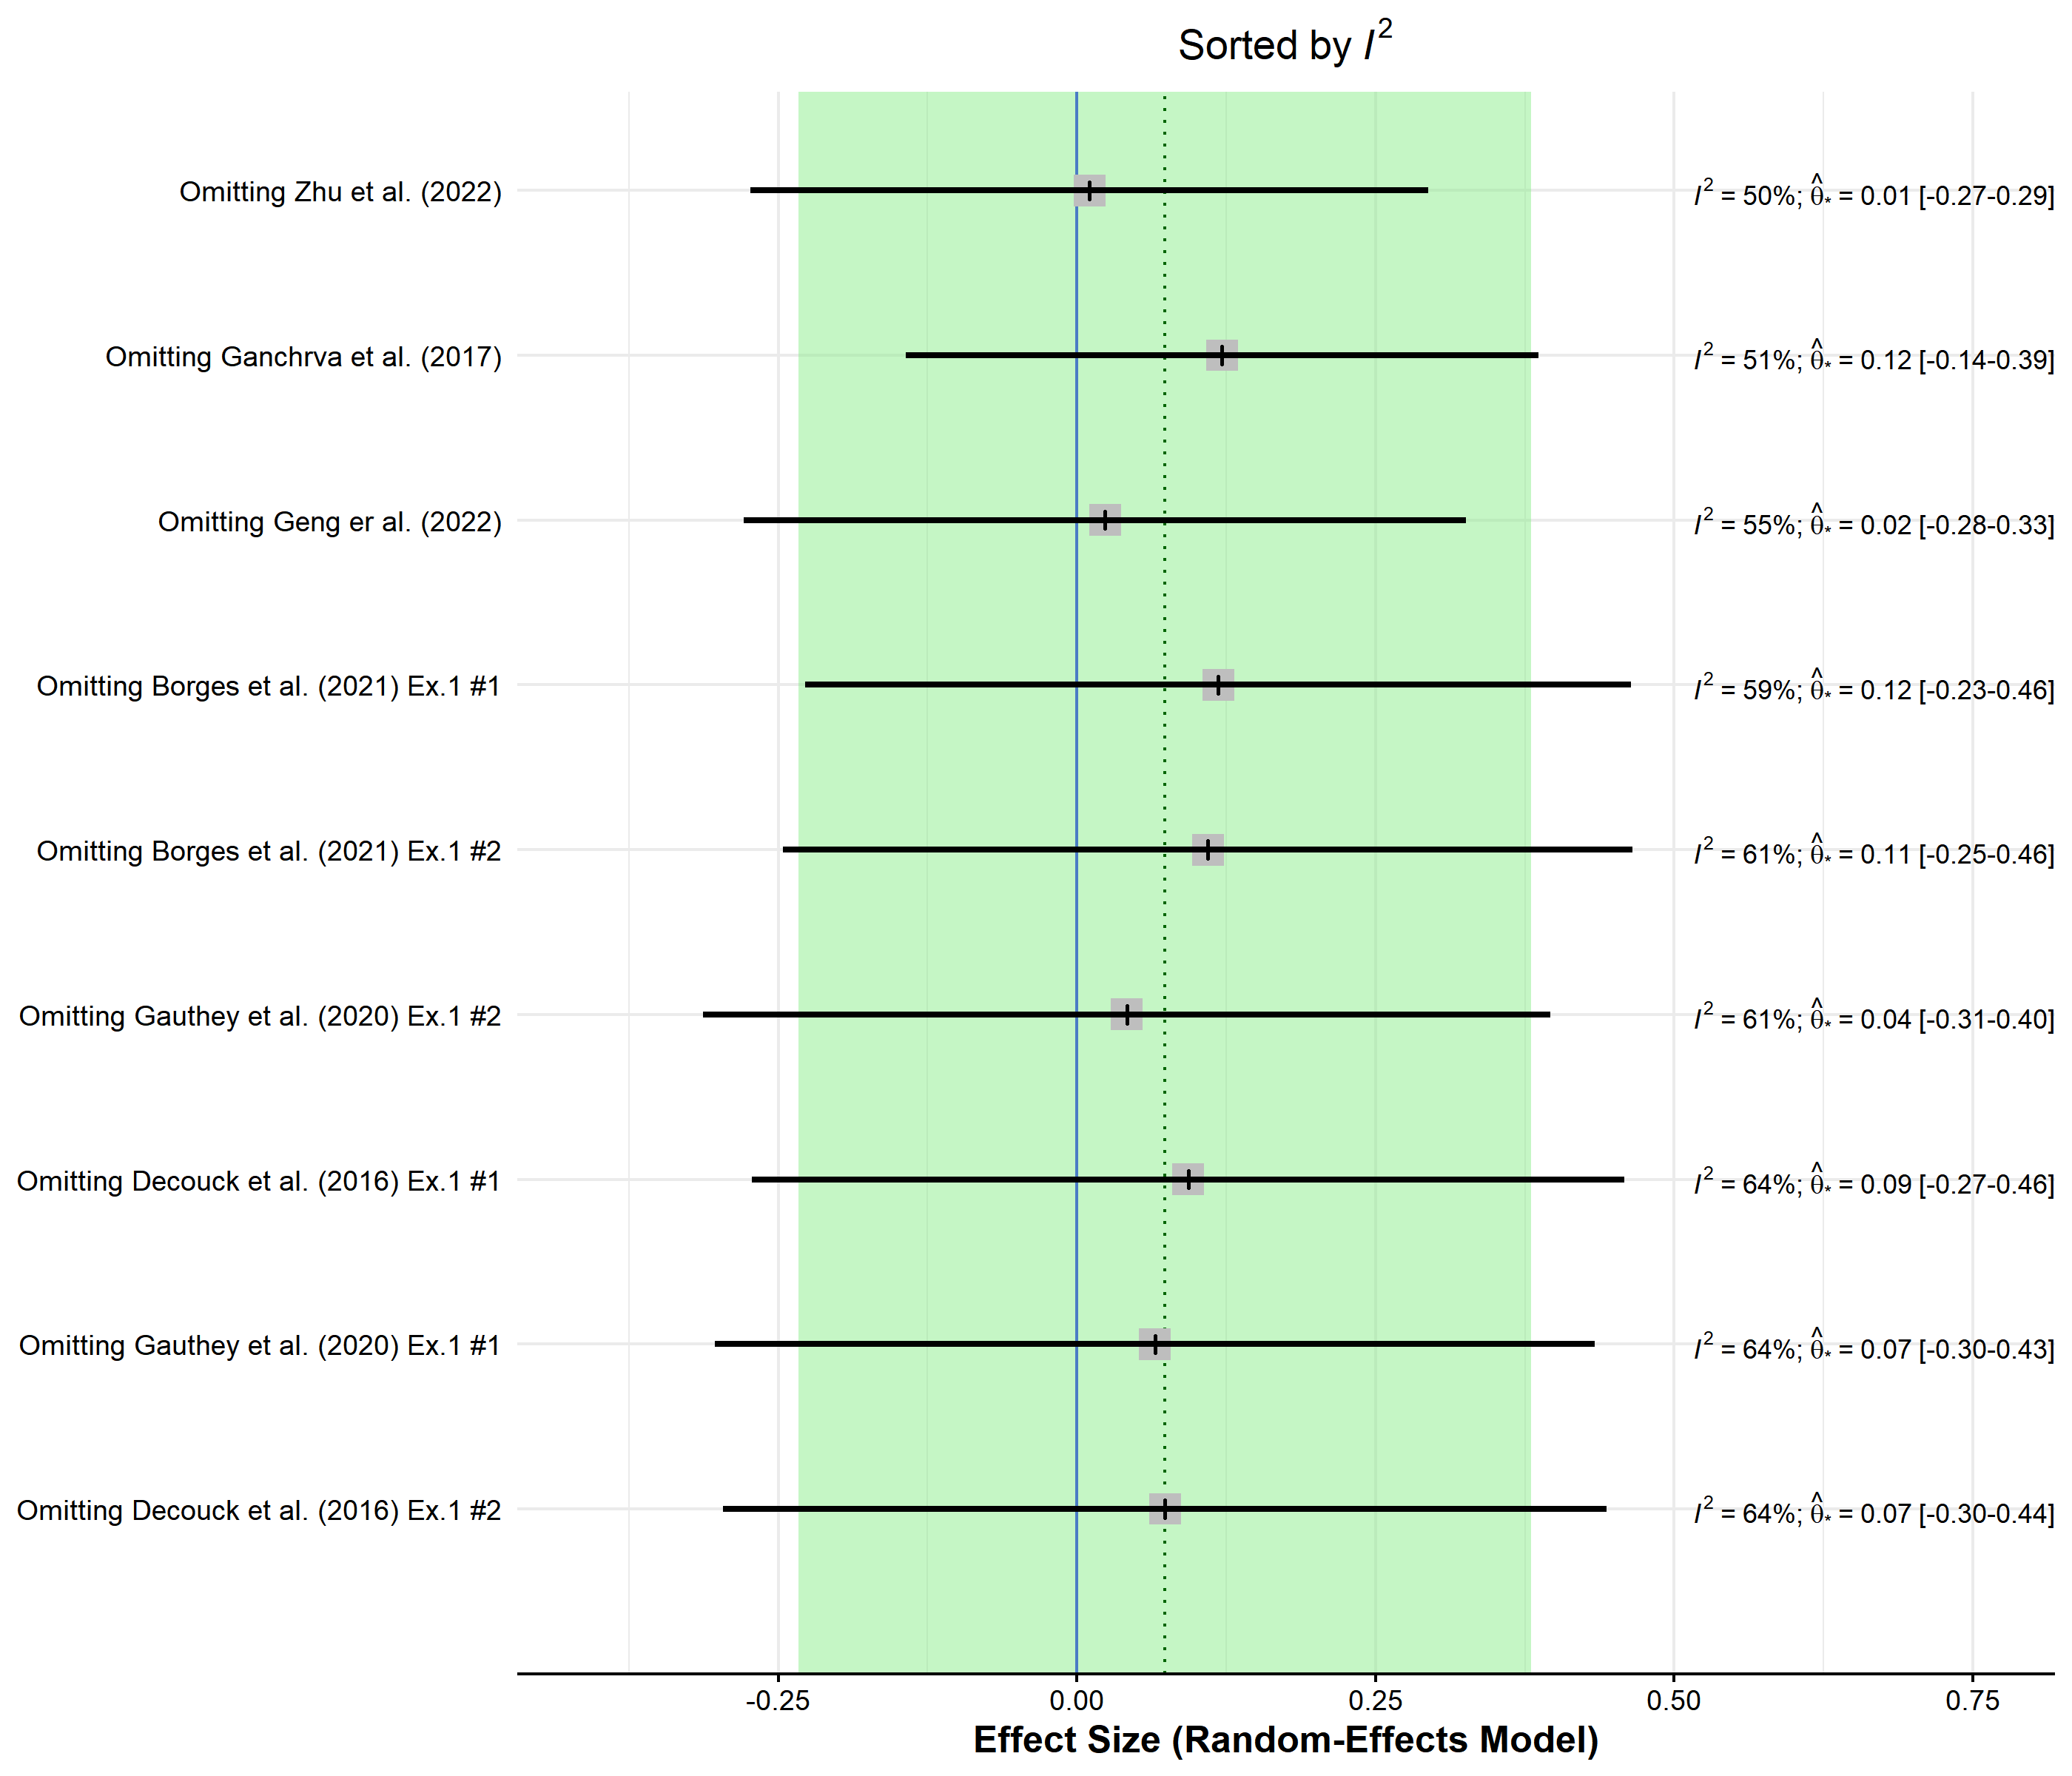 Sorted by I²
Omitting Zhu et al. (2022) I² = 50%; θ̂* = 0.01 [-0.27-0.29]
Omitting Ganchrva et al. (2017) I² = 51%; θ̂* = 0.12 [-0.14-0.39]
Omitting Geng er al. (2022) I² = 55%; θ̂* = 0.02 [-0.28-0.33]
Omitting Borges et al. (2021) Ex.1 #1 I² = 59%; θ̂* = 0.12 [-0.23-0.46]
Omitting Borges et al. (2021) Ex.1 #2 I² = 61%; θ̂* = 0.11 [-0.25-0.46]
Omitting Gauthey et al. (2020) Ex.1 #2 I² = 61%; θ̂* = 0.04 [-0.31-0.40]
Omitting Decouck et al. (2016) Ex.1 #1 I² = 64%; θ̂* = 0.09 [-0.27-0.46]
Omitting Gauthey et al. (2020) Ex.1 #1 I² = 64%; θ̂* = 0.07 [-0.30-0.43]
Omitting Decouck et al. (2016) Ex.1 #2 I² = 64%; θ̂* = 0.07 [-0.30-0.44]
-0.25 0.00 0.25 0.50 0.75
Effect Size (Random-Effects Model)